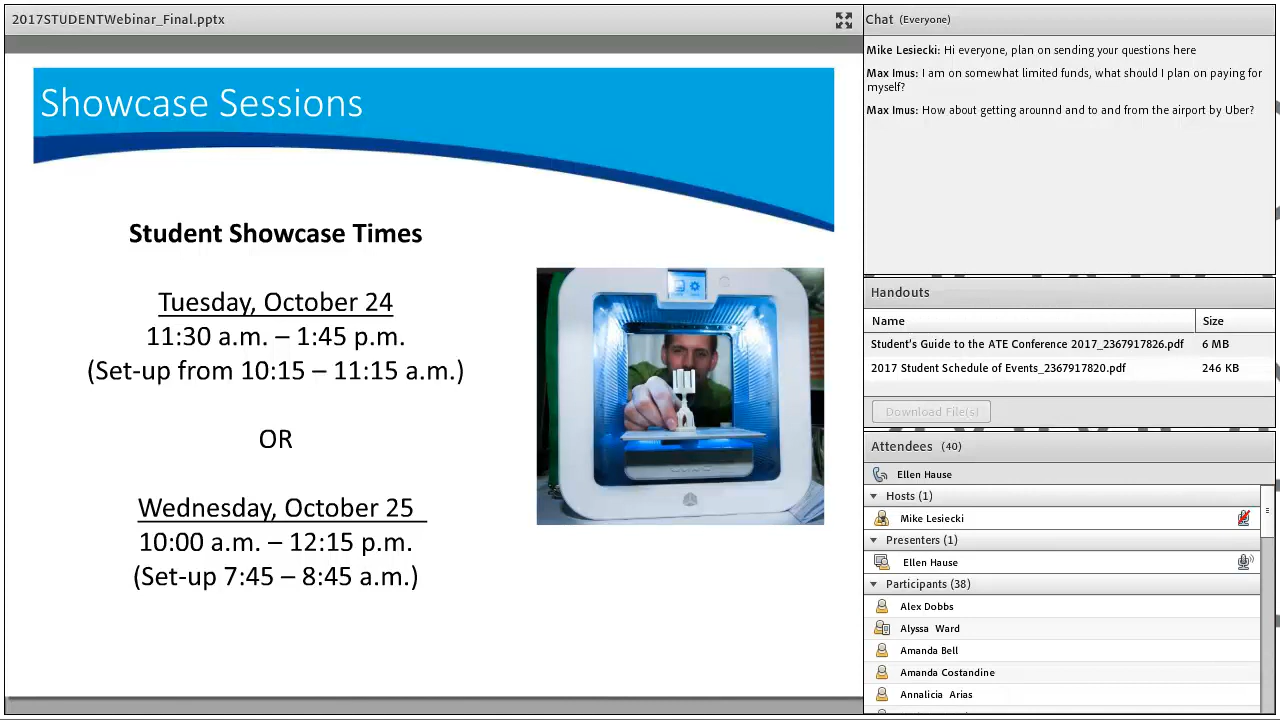 2017STUDENTWebinar_Final.pptx
Showcase Sessions
Student Showcase Times
Tuesday, October 24
11:30 a.m. – 1:45 p.m.
(Set-up from 10:15 – 11:15 a.m.)
OR
Wednesday, October 25
10:00 a.m. – 12:15 p.m.
(Set-up 7:45 – 8:45 a.m.)
Chat (Everyone)
Mike Lesiecki: Hi everyone, plan on sending your questions here
Max Imus: I am on somewhat limited funds, what should I plan on paying for
myself?
Max Imus: How about getting arournd and to and from the airport by Uber?
Handouts
Name Size
Student's Guide to the ATE Conference 2017_2367917826.pdf 6 MB
2017 Student Schedule of Events_2367917820.pdf 246 KB
Download File(s)
Attendees (40)
Ellen Hause
Hosts (1)
Mike Lesiecki
Presenters (1)
Ellen Hause
Participants (38)
Alex Dobbs
Alyssa Ward
Amanda Bell
Amanda Costandine
Annalicia Arias